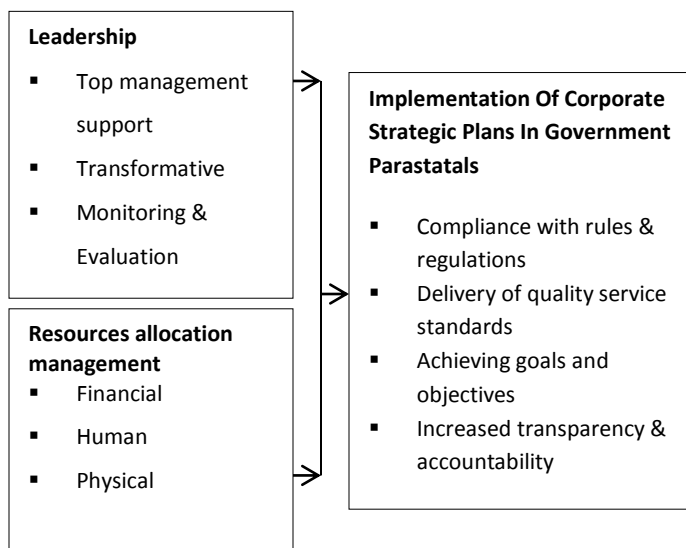 Leadership
▪ Top management
support
▪ Transformative
▪ Monitoring &
Evaluation
Resources allocation
management
▪ Financial
▪ Human
▪ Physical
Implementation Of Corporate
Strategic Plans In Government
Parastatals
▪ Compliance with rules &
regulations
▪ Delivery of quality service
standards
▪ Achieving goals and
objectives
▪ Increased transparency &
accountability